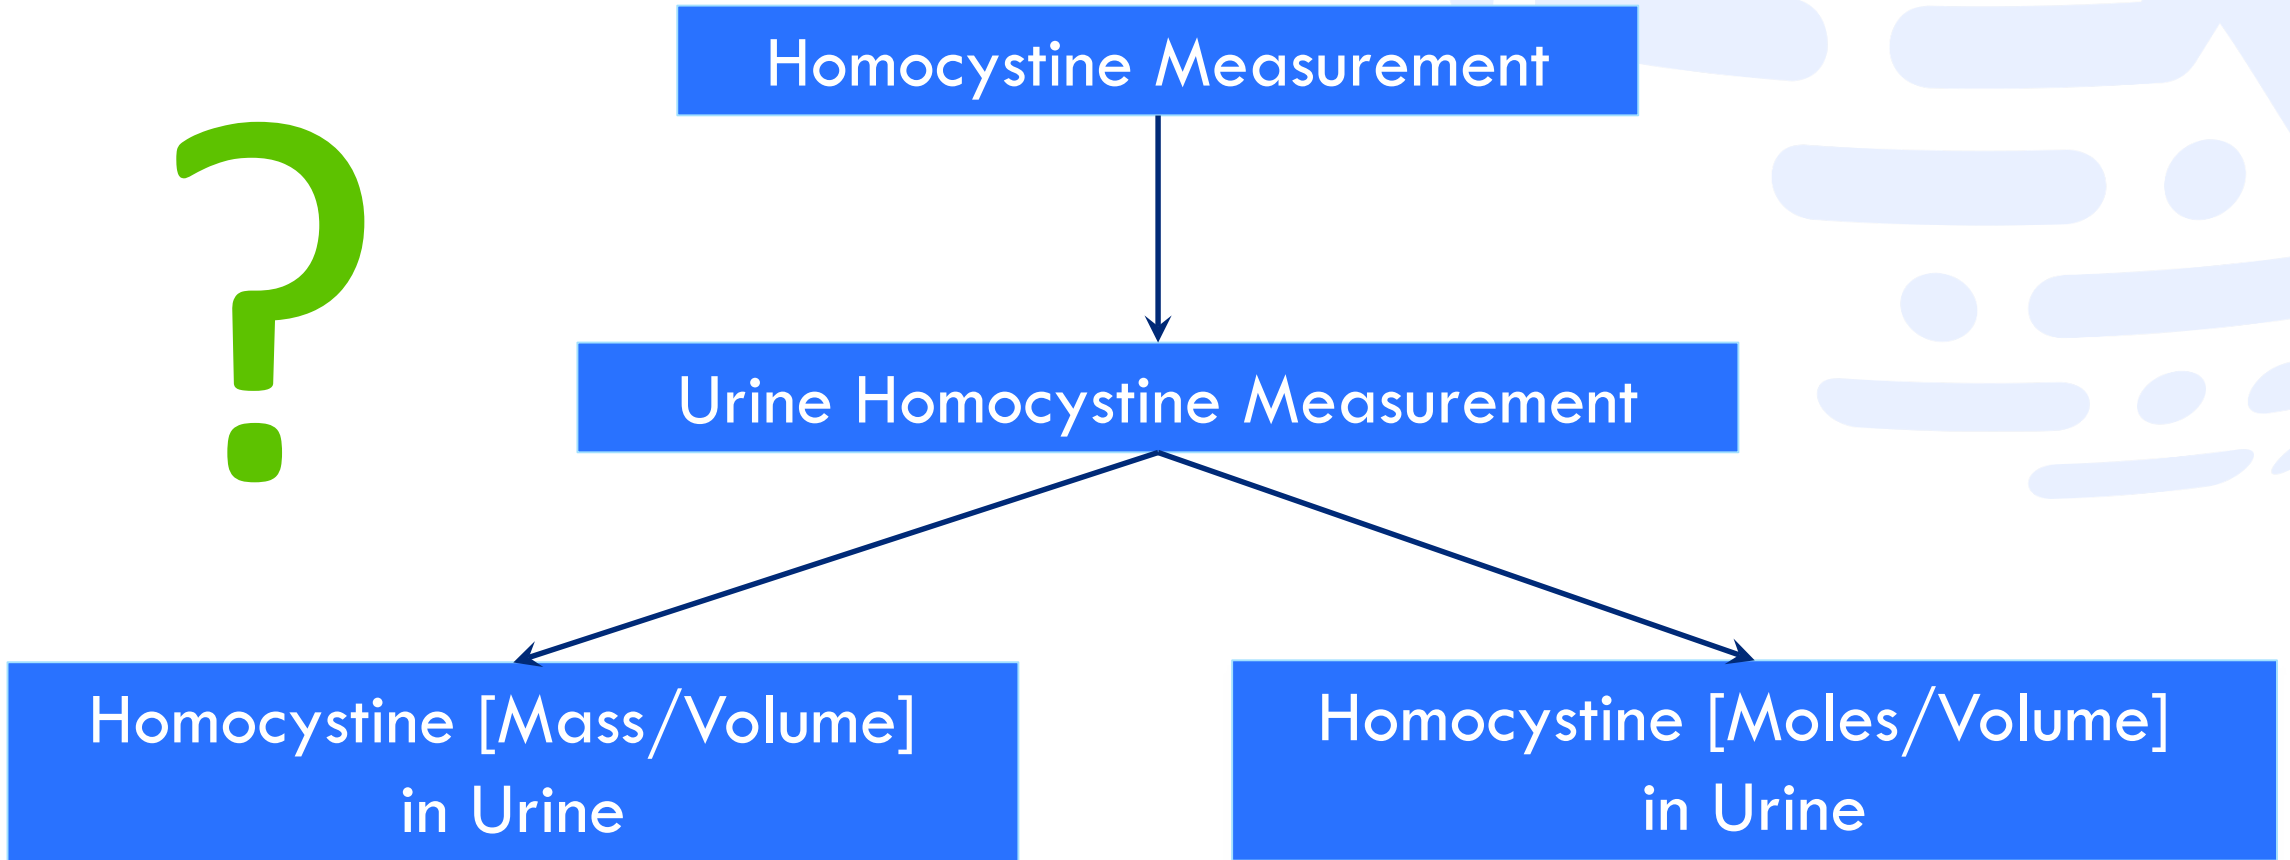 Homocystine Measurement
?
Urine Homocystine Measurement
Homocystine [Mass/Volume]
in Urine
Homocystine [Moles/Volume]
in Urine